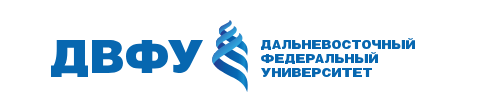 ДВФУ
ДАЛЬНЕВОСТОЧНЫЙ
ФЕДЕРАЛЬНЫЙ
УНИВЕРСИТЕТ